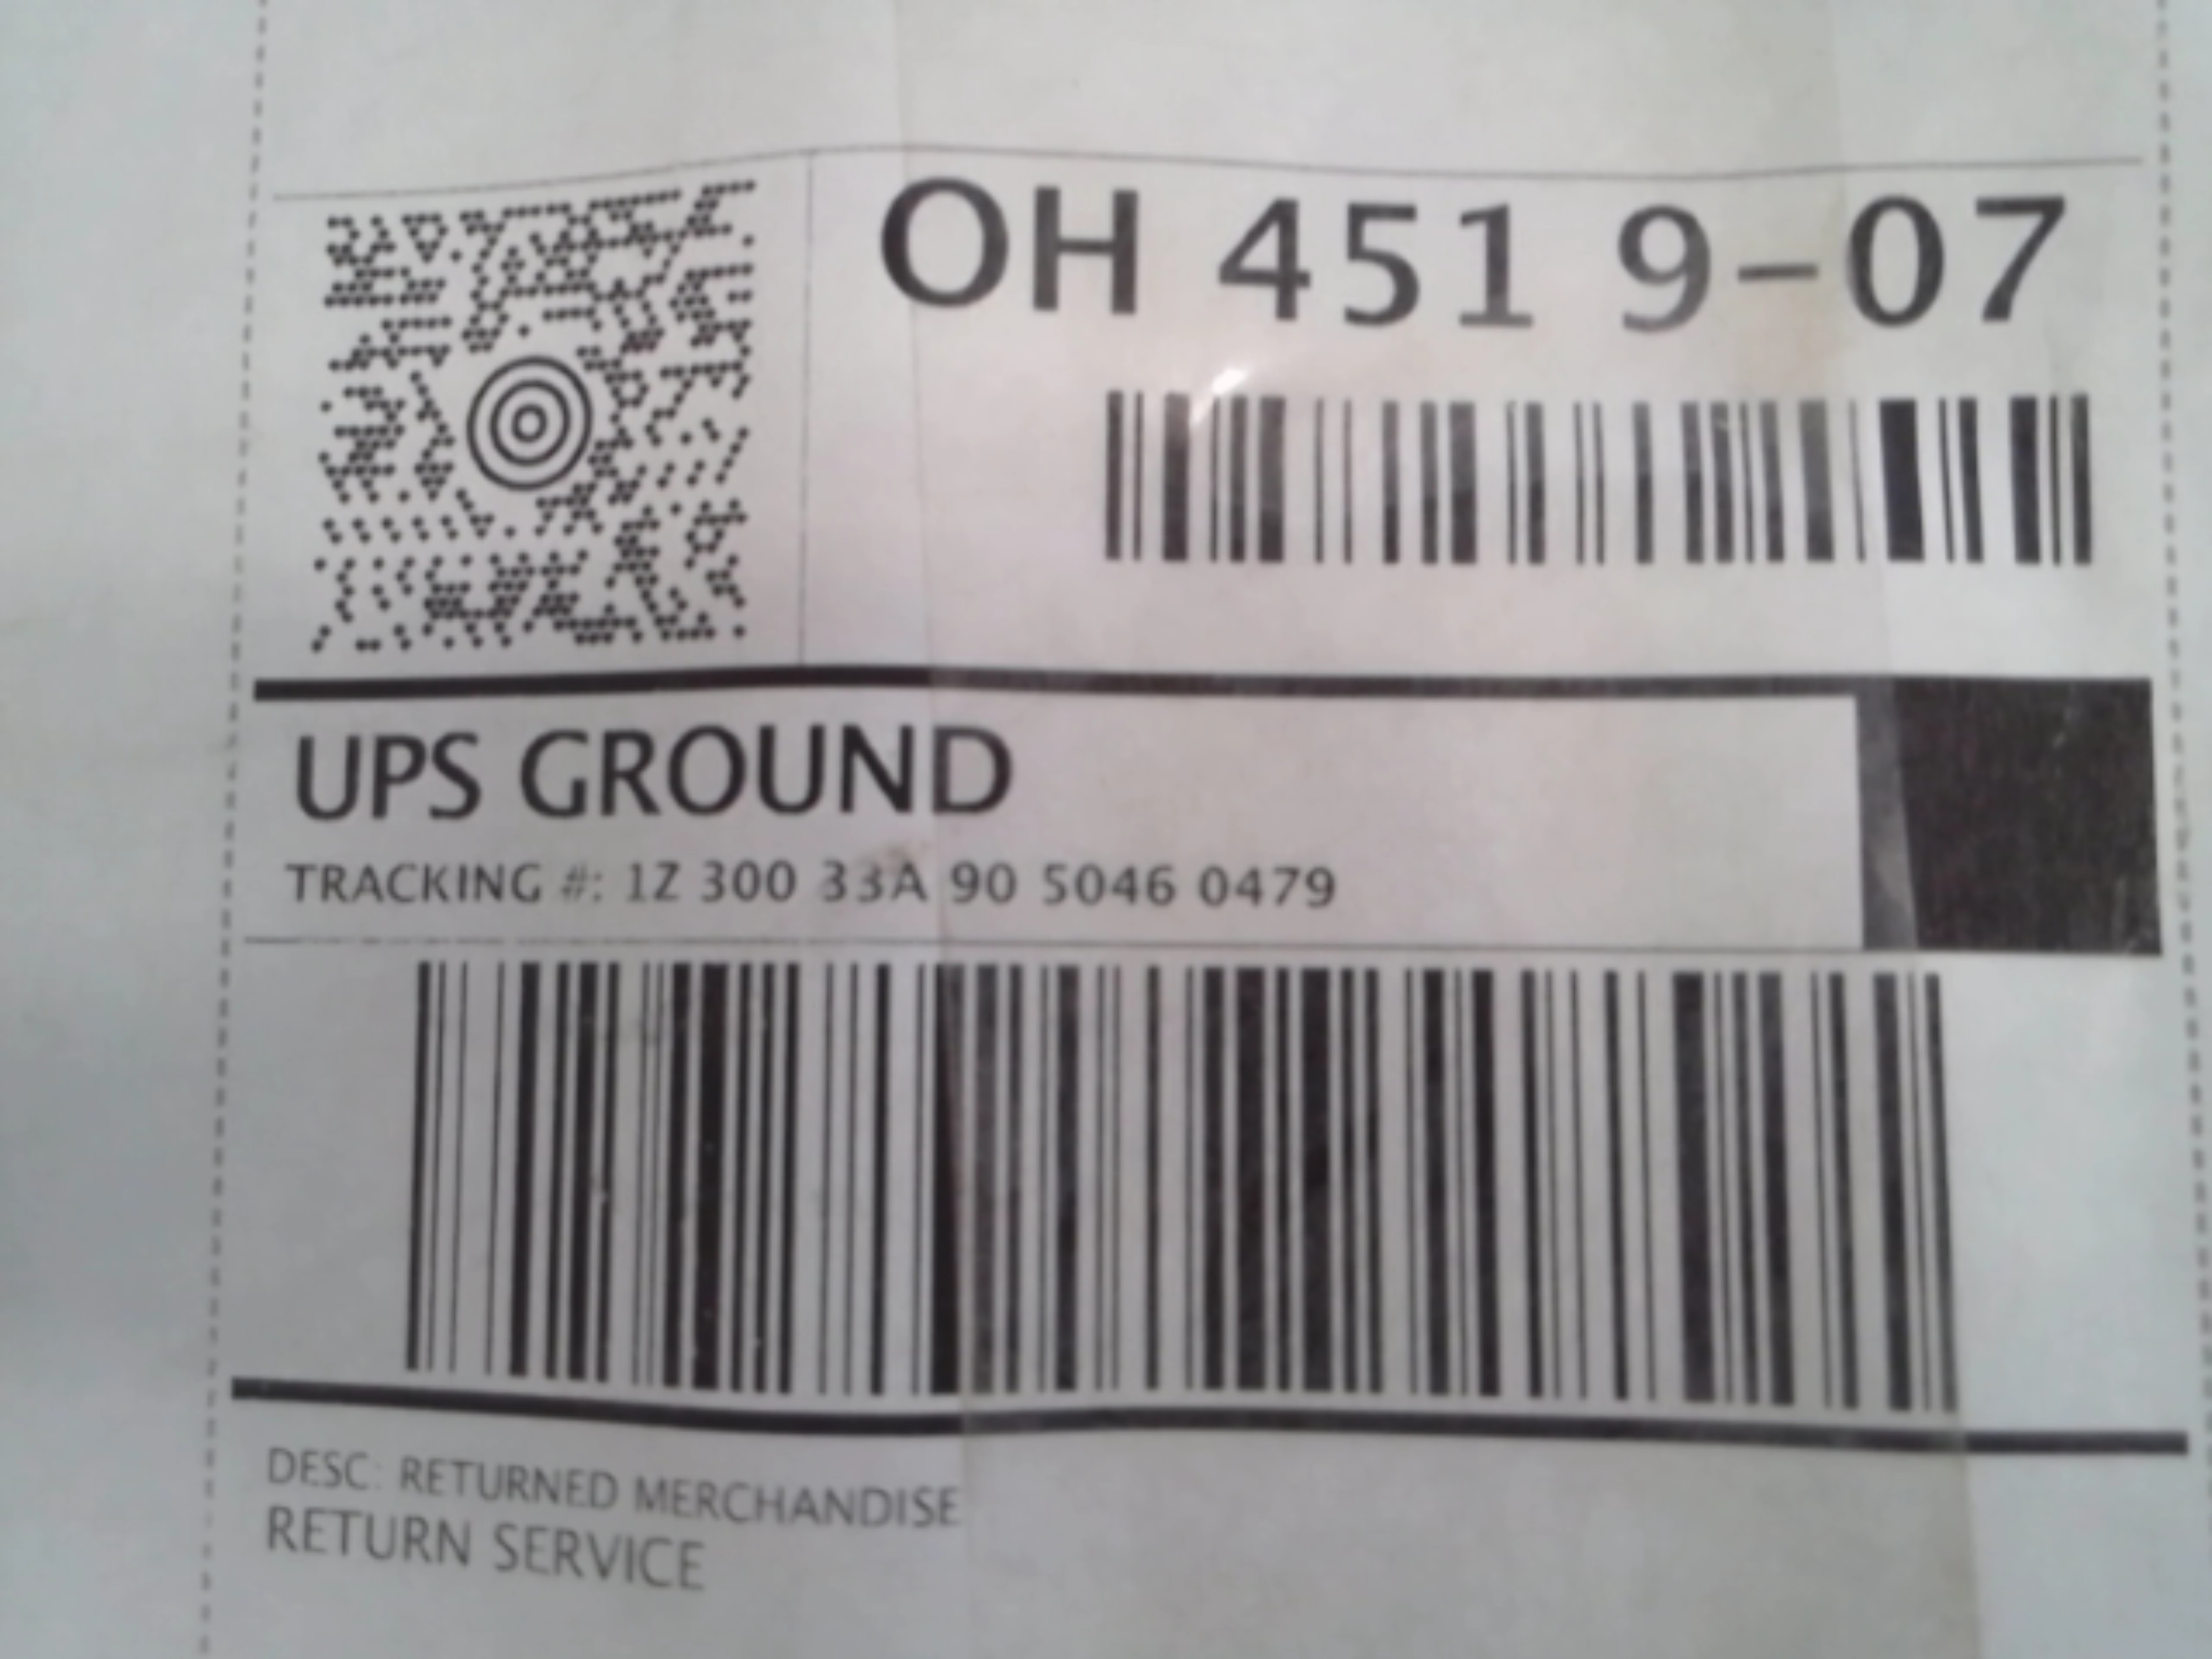 OH 451 9-07
UPS GROUND
TRACKING #: 1Z 300 33A 90 5046 0479
DESC: RETURNED MERCHANDISE
RETURN SERVICE